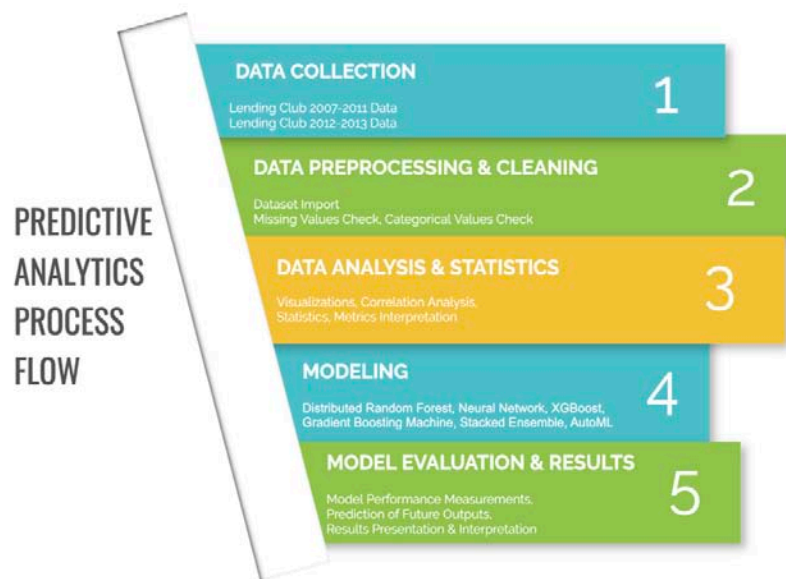 PREDICTIVE
ANALYTICS
PROCESS
FLOW
DATA COLLECTION
Lending Club 2007-2011 Data
Lending Club 2012-2013 Data
1
DATA PREPROCESSING & CLEANING
Dataset Import
Missing Values Check, Categorical Values Check
2
DATA ANALYSIS & STATISTICS
Visualizations, Correlation Analysis,
Statistics, Metrics Interpretation
3
MODELING
Distributed Random Forest, Neural Network, XGBoost,
Gradient Boosting Machine, Stacked Ensemble, AutoML
4
MODEL EVALUATION & RESULTS
Model Performance Measurements,
Prediction of Future Outputs,
Results Presentation & Interpretation
5